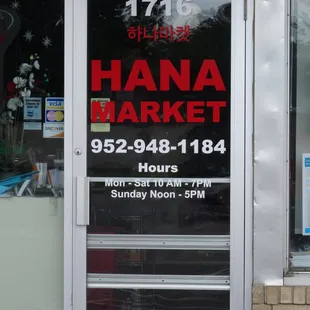 1716
하나마켓
HANA
MARKET
952-948-1184
Hours
Mon - Sat 10 AM - 7PM
Sunday Noon - 5PM
VISA